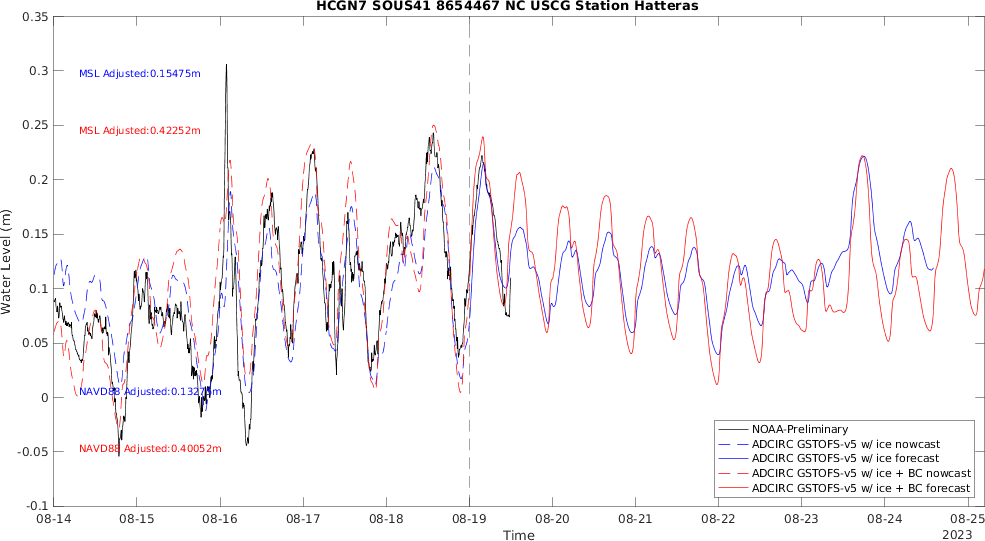 HCGN7 SOUS41 8654467 NC USCG Station Hatteras
0.35
0.3
0.25
0.2
0.15
0.1
0.05
0
-0.05
-0.1
Water Level (m)
MSL Adjusted:0.15475m
MSL Adjusted:0.42252m
NAVD88 Adjusted:0.13275m
NAVD88 Adjusted:0.40052m
NOAA-Preliminary
ADCIRC GSTOFS-v5 w/ ice nowcast
ADCIRC GSTOFS-v5 w/ ice forecast
ADCIRC GSTOFS-v5 w/ ice + BC nowcast
ADCIRC GSTOFS-v5 w/ ice + BC forecast
08-14 08-15 08-16 08-17 08-18 08-19 08-20 08-21 08-22 08-23 08-24 08-25
Time
2023